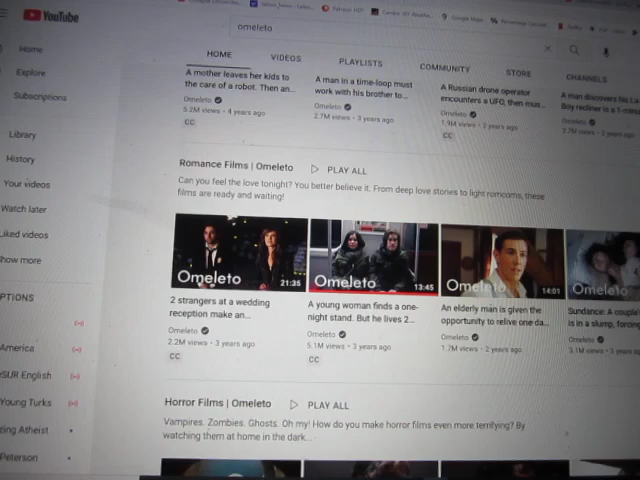 YouTube
omeleto
Home
Explore
Subscriptions
Library
History
Your videos
Watch later
Liked videos
how more
PTIONS
America
SUR English
Young Turks
zing Atheist
Peterson
HOME
VIDEOS
PLAYLISTS
COMMUNITY
STORE
CHANNELS
A mother leaves her kids to
the care of a robot. Then an...
Omeleto
5.2M views • 4 years ago
CC
A man in a time-loop must
work with his brother to...
Omeleto
2.7M views • 3 years ago
A Russian drone operator
encounters a UFO, then mus...
Omeleto
1.9M views • 2 years ago
CC
A man discovers his La-
Boy recliner is a
Omeleto
years ago
Romance Films | Omeleto
PLAY ALL
Can you feel the love tonight? You better believe it. From deep love stories to light romcoms, these
films are ready and waiting!
Omeleto
21:35
2 strangers at a wedding
reception make an...
Omeleto
2.2M views • 3 years ago
CC
Omeleto
13:45
A young woman finds a one-
night stand. But he lives 2...
Omeleto
5.1M views • 3 years ago
CC
Omeleto
14:01
An elderly man is given the
opportunity to relive one da...
Omeleto
1.7M views • 2 years ago
Omeleto
Sundance: A couple
is in a slump, forcing
Omeleto
3.1M views • 3 years
Horror Films | Omeleto
PLAY ALL
Vampires. Zombies. Ghosts. Oh my! How do you make horror films even more terrifying? By
watching them at home in the dark...